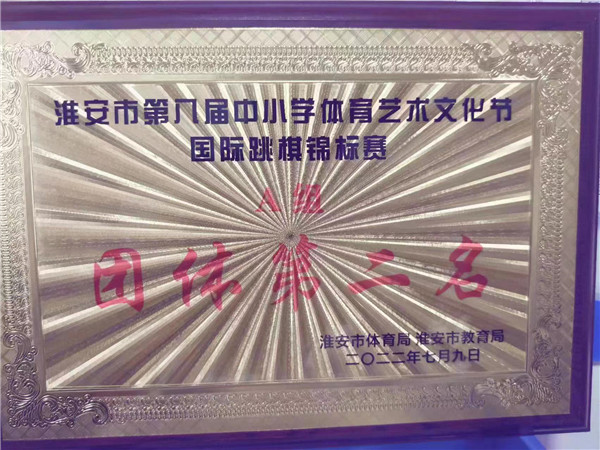 淮安市第八届中小学体育艺术文化节
国际跳棋锦标赛
A组
团体第二名
淮安市体育局 淮安市教育局
二〇二二年七月九日